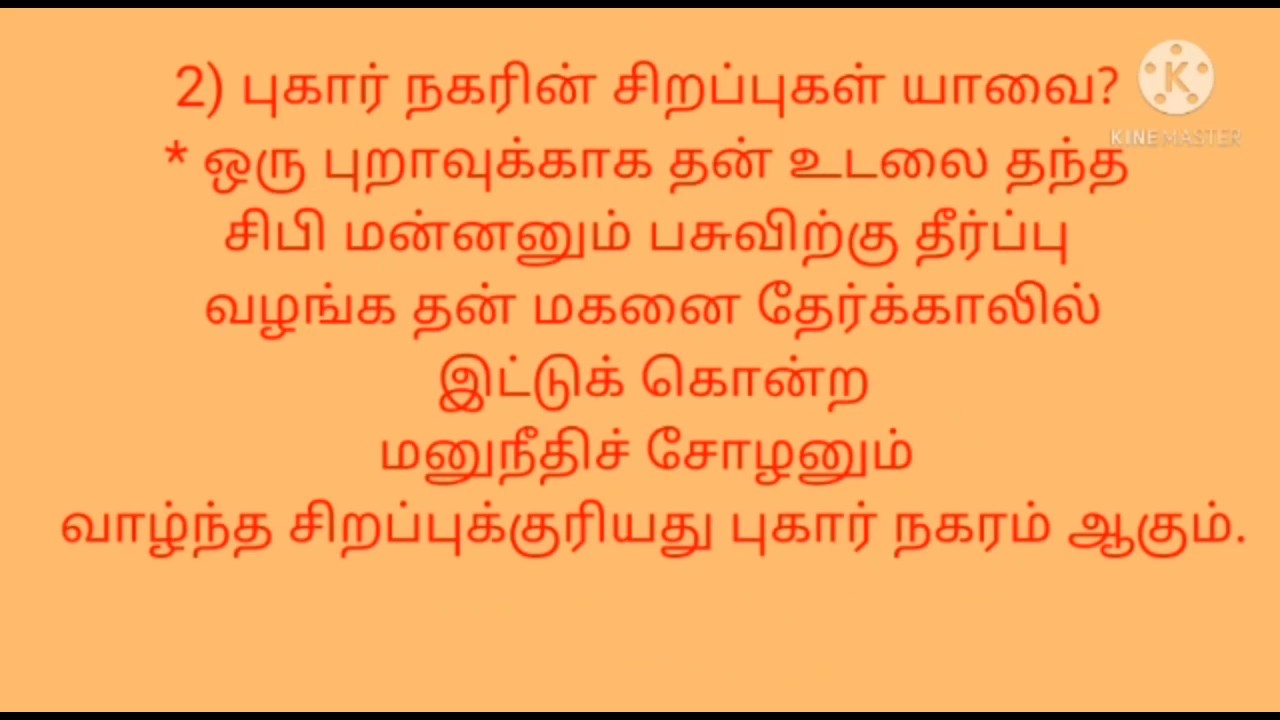 2) புகார் நகரின் சிறப்புகள் யாவை?
KINEMASTER
* ஒரு புறாவுக்காக தன் உடலை தந்த
சிபி மன்னனும் பசுவிற்கு தீர்ப்பு
வழங்க தன் மகனை தேர்க்காலில்
இட்டுக் கொன்ற
மனுநீதிச் சோழனும்
வாழ்ந்த சிறப்புக்குரியது புகார் நகரம் ஆகும்.